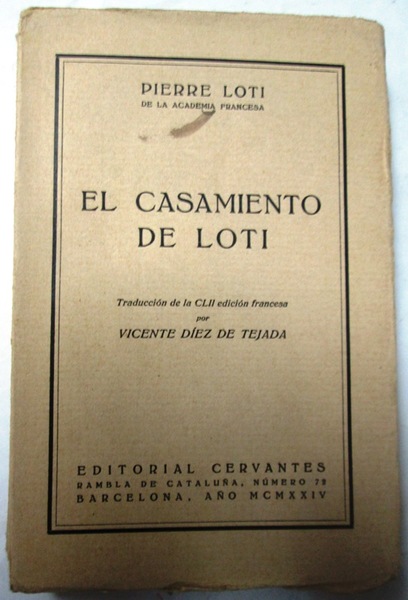 PIERRE LOTI
DE LA ACADEMIA FRANCESA
EL CASAMIENTO
DE LOTI
Traducción de la CLII edición francesa
por
VICENTE DÍEZ DE TEJADA
EDITORIAL CERVANTES
RAMBLA DE CATALUÑA, NÚMERO 72
BARCELONA, AÑO MCMXXIV